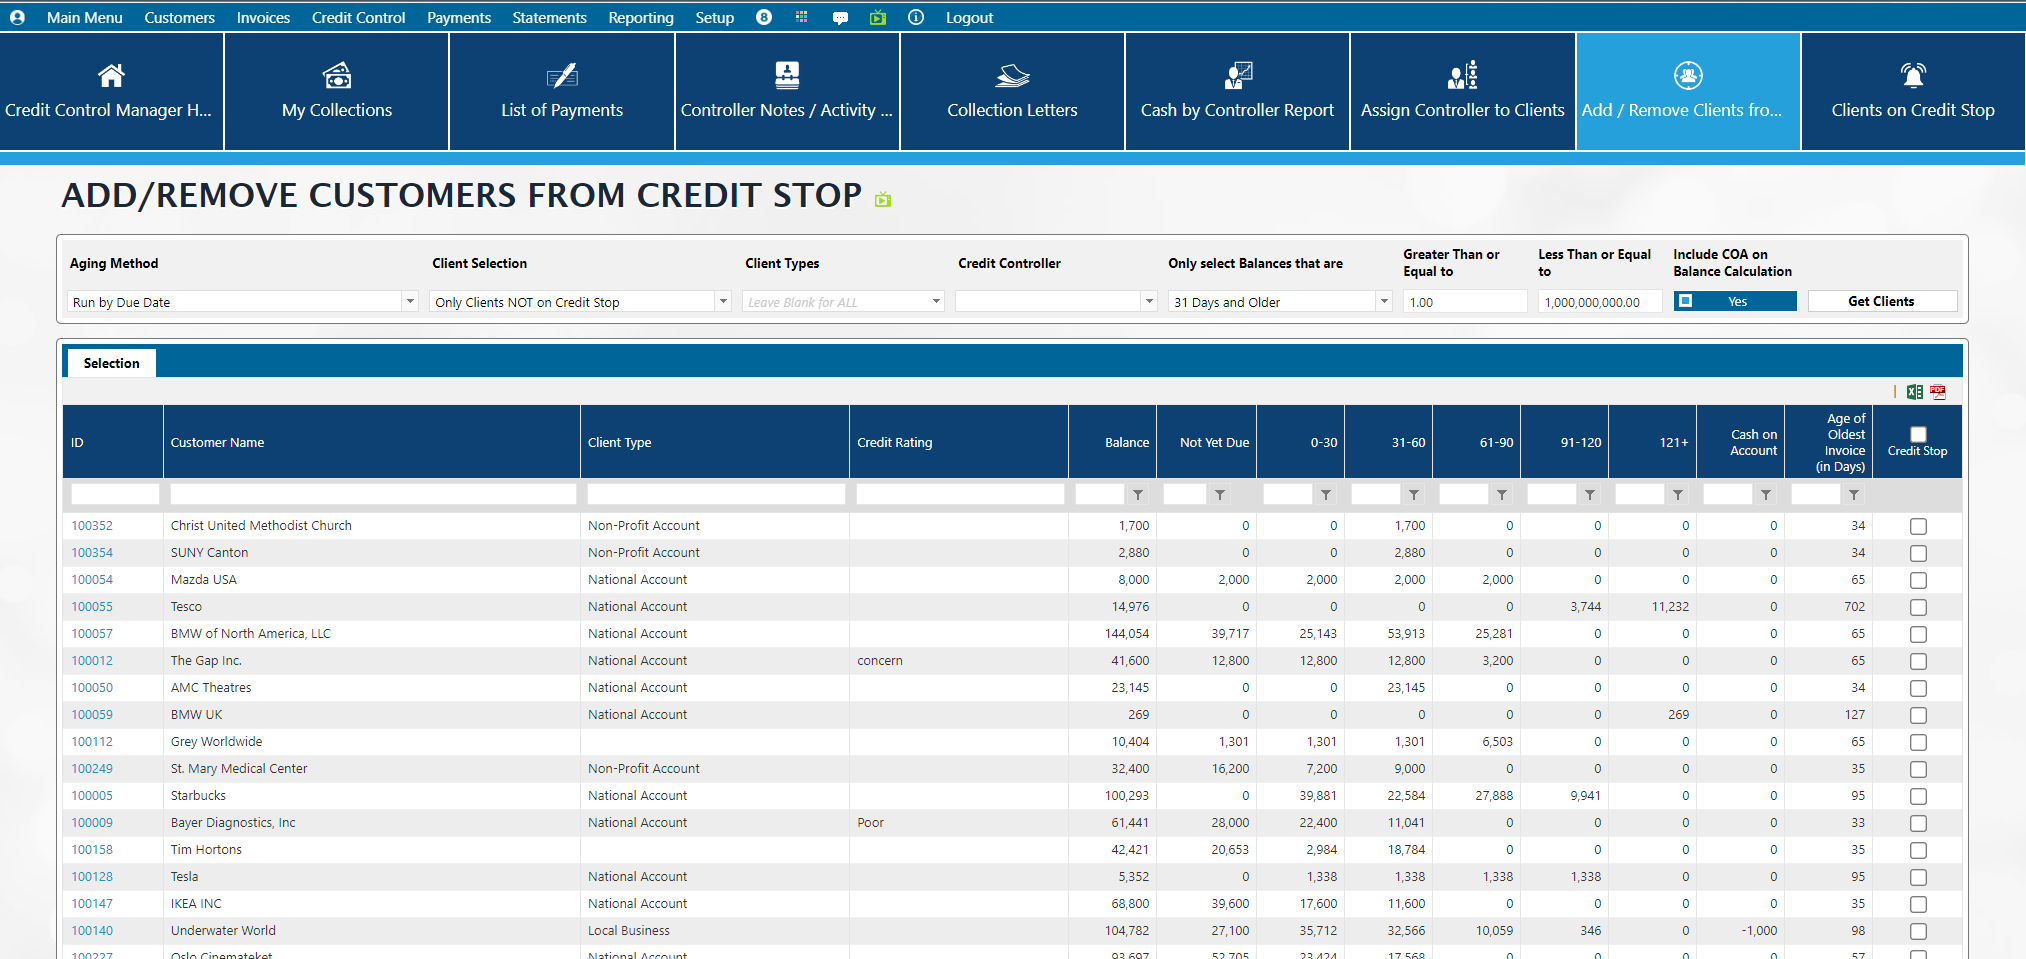 Main Menu Customers Invoices Credit Control Payments Statements Reporting Setup 8 Logout
Credit Control Manager H... My Collections List of Payments Controller Notes / Activity ... Collection Letters Cash by Controller Report Assign Controller to Clients Add / Remove Clients fro... Clients on Credit Stop
ADD/REMOVE CUSTOMERS FROM CREDIT STOP
Aging Method Client Selection Client Types Credit Controller Only select Balances that are Greater Than or Equal to Less Than or Equal to Include COA on Balance Calculation
Run by Due Date Only Clients NOT on Credit Stop Leave Blank for ALL 31 Days and Older 1.00 1,000,000,000.00 Yes Get Clients
Selection
PDF
ID Customer Name Client Type Credit Rating Balance Not Yet Due 0-30 31-60 61-90 91-120 121+ Cash on Account Age of Oldest Invoice (in Days) Credit Stop
100352 Christ United Methodist Church Non-Profit Account 1,700 0 0 1,700 0 0 0 0 34
100354 SUNY Canton Non-Profit Account 2,880 0 0 2,880 0 0 0 0 34
100054 Mazda USA National Account 8,000 2,000 2,000 2,000 2,000 0 0 0 65
100055 Tesco National Account 14,976 0 0 0 0 3,744 11,232 0 702
100057 BMW of North America, LLC National Account 144,054 39,717 25,143 53,913 25,281 0 0 0 65
100012 The Gap Inc. National Account concern 41,600 12,800 12,800 12,800 3,200 0 0 0 65
100050 AMC Theatres National Account 23,145 0 0 23,145 0 0 0 0 34
100059 BMW UK National Account 269 0 0 0 0 0 269 0 127
100112 Grey Worldwide 10,404 1,301 1,301 1,301 6,503 0 0 0 65
100249 St. Mary Medical Center Non-Profit Account 32,400 16,200 7,200 9,000 0 0 0 0 35
100005 Starbucks National Account 100,293 0 39,881 22,584 27,888 9,941 0 0 95
100009 Bayer Diagnostics, Inc National Account Poor 61,441 28,000 22,400 11,041 0 0 0 0 33
100158 Tim Hortons 42,421 20,653 2,984 18,784 0 0 0 0 35
100128 Tesla National Account 5,352 0 1,338 1,338 1,338 1,338 0 0 95
100147 IKEA INC National Account 68,800 39,600 17,600 11,600 0 0 0 0 35
100140 Underwater World Local Business 104,782 27,100 35,712 32,566 10,059 346 0 -1,000 98
100227 Oslo Cinemateket National Account 93,697 52,705 23,424 17,568 0 0 0 0 57